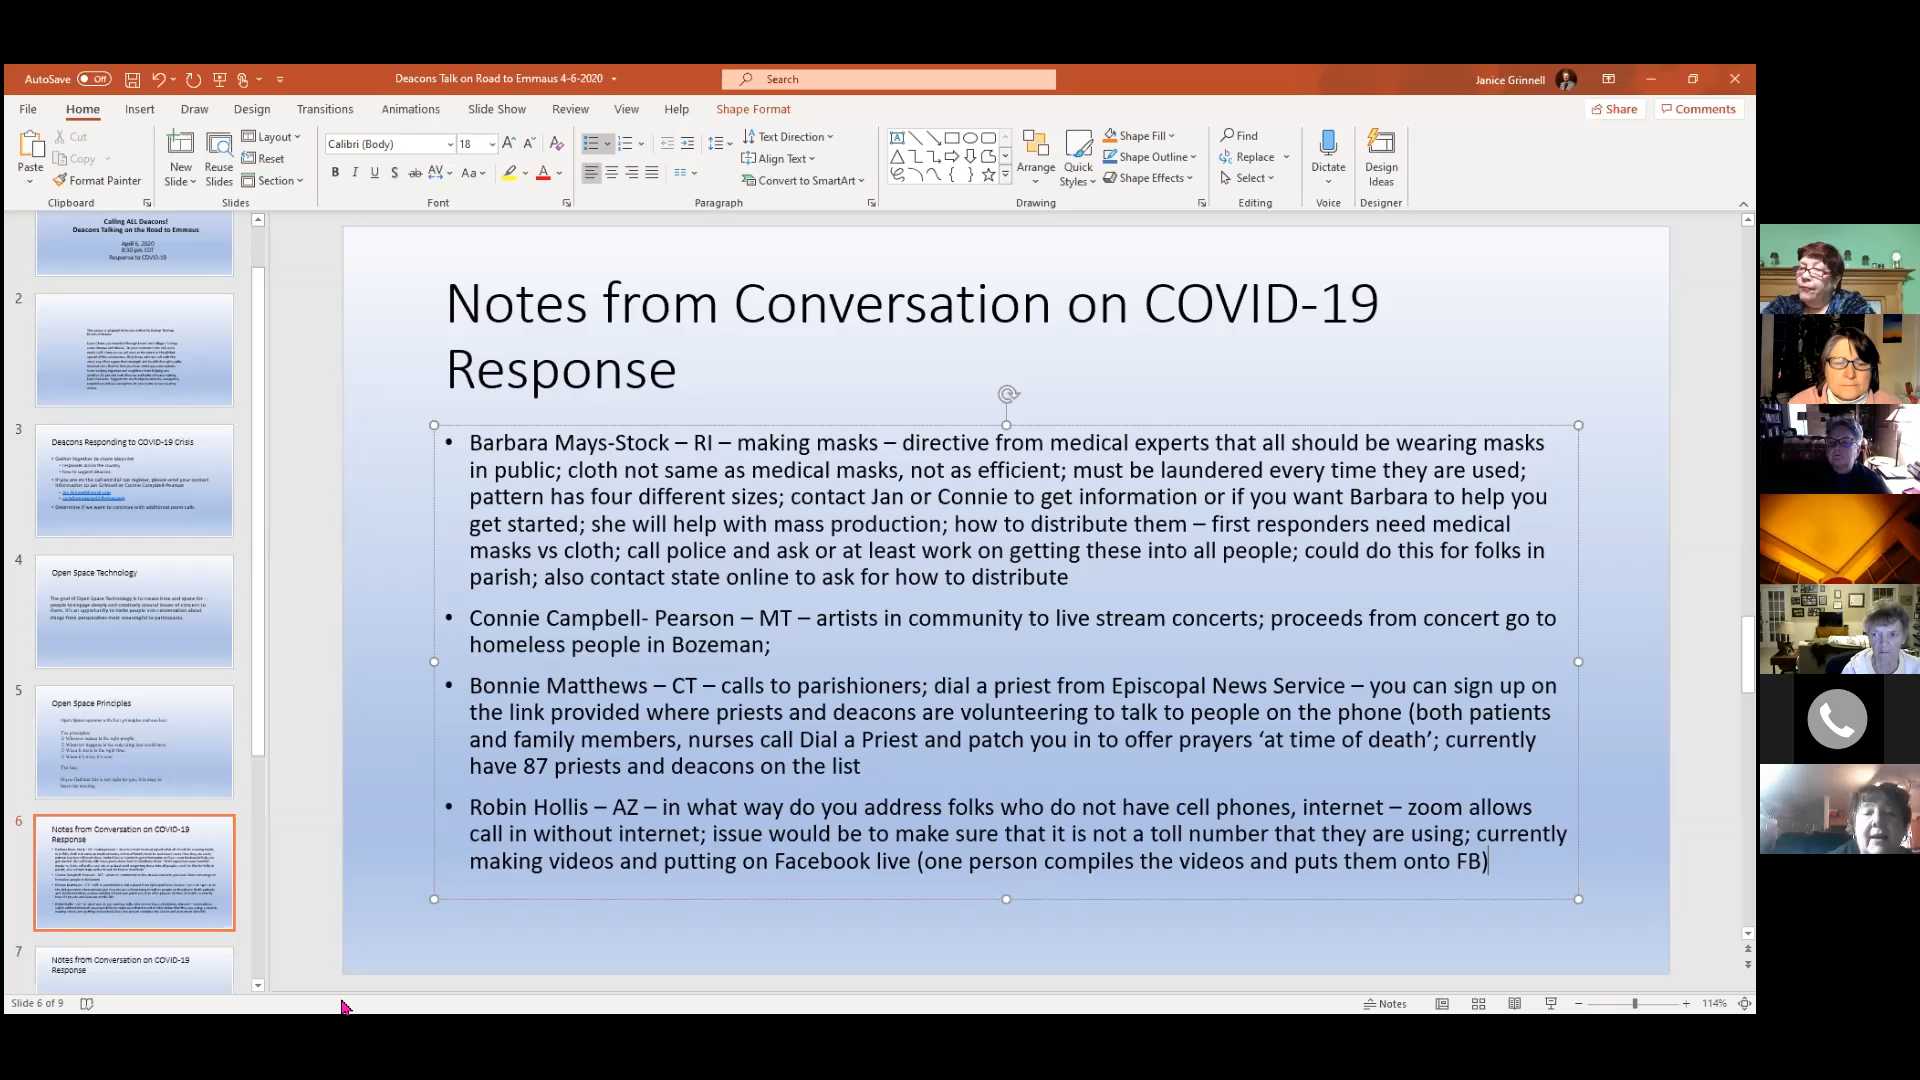 AutoSave Off
Deacons Talk on Road to Emmaus 4-6-2020
Search
Janice Grinnell
File Home Insert Draw Design Transitions Animations Slide Show Review View Help Shape Format
Share Comments
Paste
Cut
Copy
Format Painter
Clipboard
New Slide
Reuse Slides
Layout
Reset
Section
Slides
Calibri (Body) 18
Font
Text Direction
Align Text
Convert to SmartArt
Paragraph
Arrange
Quick Styles
Shape Fill
Shape Outline
Shape Effects
Drawing
Find
Replace
Select
Editing
Dictate
Voice
Design Ideas
Designer
Calling ALL Deacons!
Deacons Talking on the Road to Emmaus
April 6, 2020
8:30 pm EDT
Response to COVID-19
2
3
Deacons Responding to COVID-19 Crisis
4
Open Space Technology
5
Open Space Principles
6
Notes from Conversation on COVID-19
Response
7
Notes from Conversation on COVID-19
Response
Notes from Conversation on COVID-19
Response
• Barbara Mays-Stock – RI – making masks – directive from medical experts that all should be wearing masks
in public; cloth not same as medical masks, not as efficient; must be laundered every time they are used;
pattern has four different sizes; contact Jan or Connie to get information or if you want Barbara to help you
get started; she will help with mass production; how to distribute them – first responders need medical
masks vs cloth; call police and ask or at least work on getting these into all people; could do this for folks in
parish; also contact state online to ask for how to distribute
• Connie Campbell- Pearson – MT – artists in community to live stream concerts; proceeds from concert go to
homeless people in Bozeman;
• Bonnie Matthews – CT – calls to parishioners; dial a priest from Episcopal News Service – you can sign up on
the link provided where priests and deacons are volunteering to talk to people on the phone (both patients
and family members, nurses call Dial a Priest and patch you in to offer prayers ‘at time of death’; currently
have 87 priests and deacons on the list
• Robin Hollis – AZ – in what way do you address folks who do not have cell phones, internet – zoom allows
call in without internet; issue would be to make sure that it is not a toll number that they are using; currently
making videos and putting on Facebook live (one person compiles the videos and puts them onto FB)
Slide 6 of 9
Notes
114%